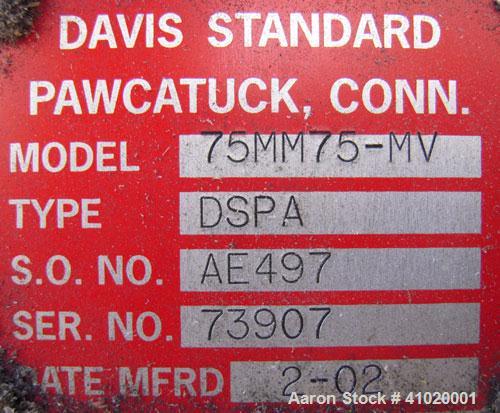 DAVIS STANDARD
PAWCATUCK, CONN.
MODEL 75MM75-MV
TYPE DSPA
S.O. NO. AE497
SER. NO. 73907
DATE MFRD 2-02
Aaron Stock # 41020001